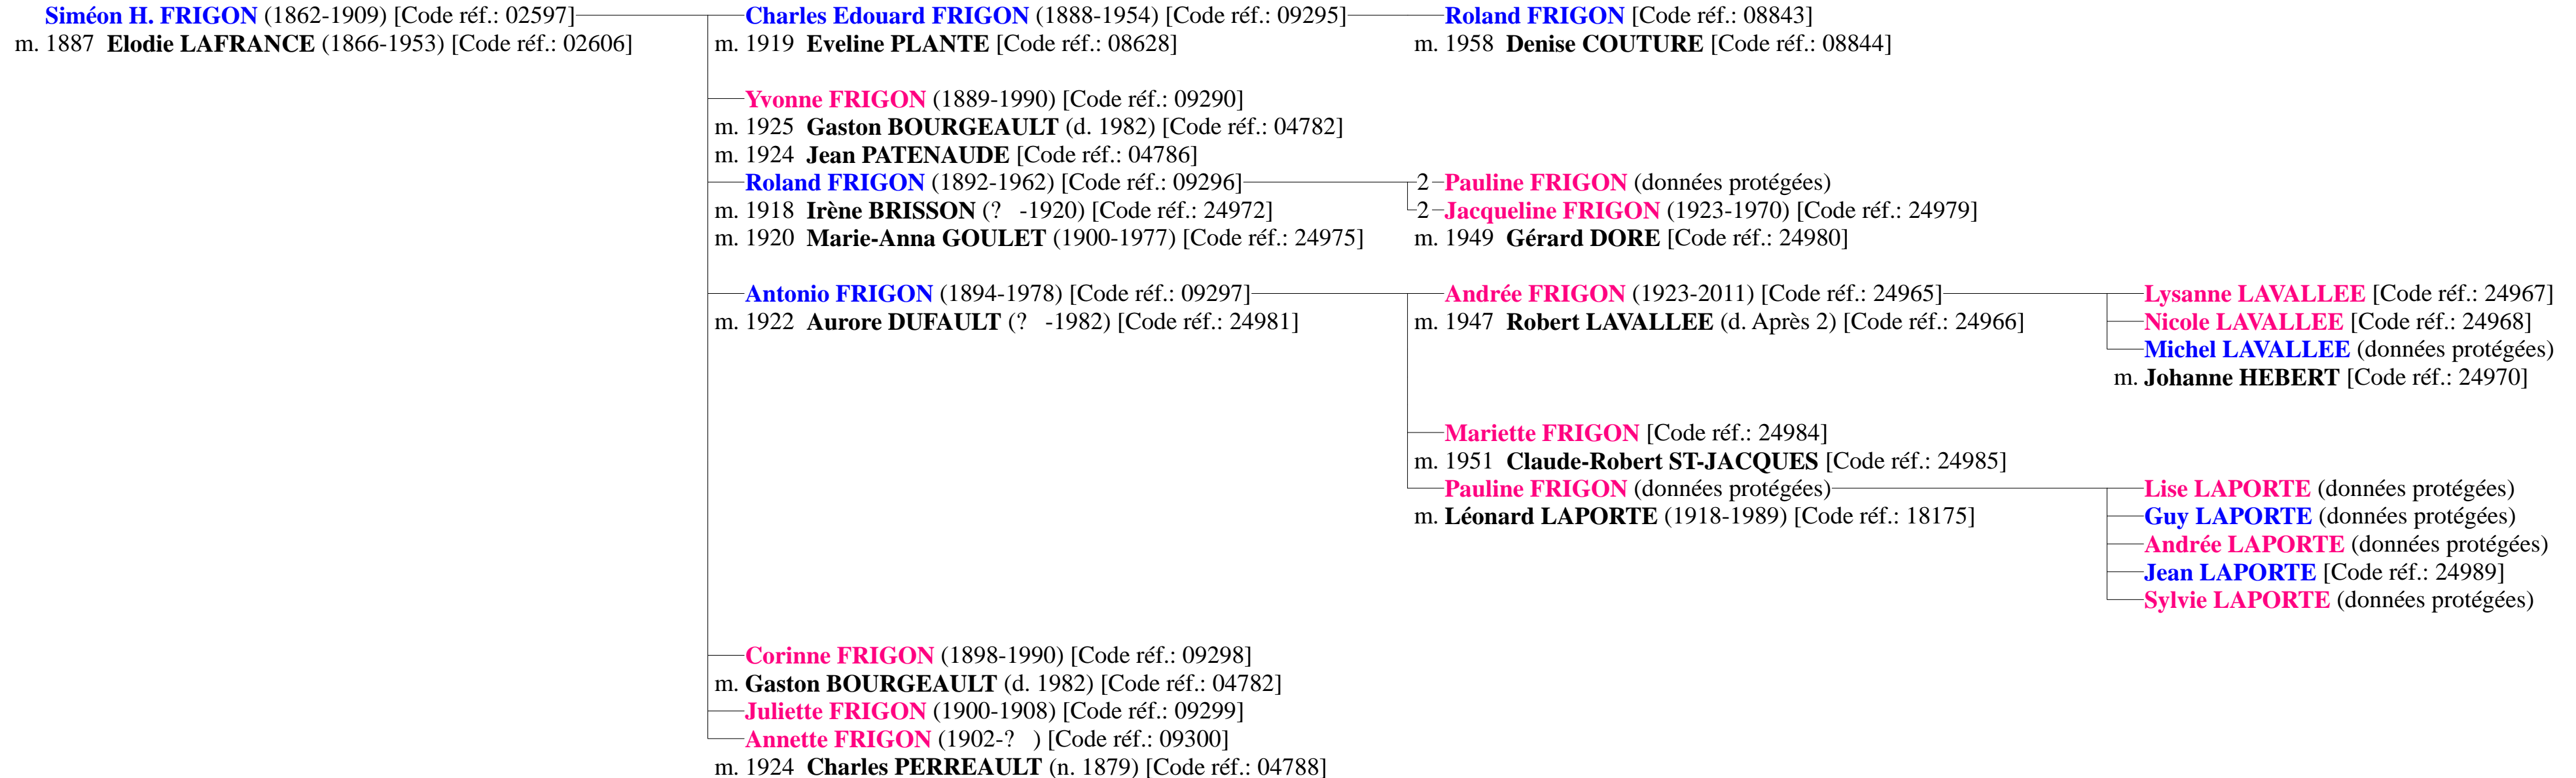 Siméon H. FRIGON (1862-1909) [Code réf.: 02597]
m. 1887 Elodie LAFRANCE (1866-1953) [Code réf.: 02606]
Charles Edouard FRIGON (1888-1954) [Code réf.: 09295]
m. 1919 Eveline PLANTE [Code réf.: 08628]
Roland FRIGON [Code réf.: 08843]
m. 1958 Denise COUTURE [Code réf.: 08844]
Yvonne FRIGON (1889-1990) [Code réf.: 09290]
m. 1925 Gaston BOURGEAULT (d. 1982) [Code réf.: 04782]
m. 1924 Jean PATENAUDE [Code réf.: 04786]
Roland FRIGON (1892-1962) [Code réf.: 09296]
m. 1918 Irène BRISSON (? -1920) [Code réf.: 24972]
m. 1920 Marie-Anna GOULET (1900-1977) [Code réf.: 24975]
2 Pauline FRIGON (données protégées)
2 Jacqueline FRIGON (1923-1970) [Code réf.: 24979]
m. 1949 Gérard DORE [Code réf.: 24980]
Antonio FRIGON (1894-1978) [Code réf.: 09297]
m. 1922 Aurore DUFAULT (? -1982) [Code réf.: 24981]
Andrée FRIGON (1923-2011) [Code réf.: 24965]
m. 1947 Robert LAVALLEE (d. Après 2) [Code réf.: 24966]
Lysanne LAVALLEE [Code réf.: 24967]
Nicole LAVALLEE [Code réf.: 24968]
Michel LAVALLEE (données protégées)
m. Johanne HEBERT [Code réf.: 24970]
Mariette FRIGON [Code réf.: 24984]
m. 1951 Claude-Robert ST-JACQUES [Code réf.: 24985]
Pauline FRIGON (données protégées)
m. Léonard LAPORTE (1918-1989) [Code réf.: 18175]
Lise LAPORTE (données protégées)
Guy LAPORTE (données protégées)
Andrée LAPORTE (données protégées)
Jean LAPORTE [Code réf.: 24989]
Sylvie LAPORTE (données protégées)
Corinne FRIGON (1898-1990) [Code réf.: 09298]
m. Gaston BOURGEAULT (d. 1982) [Code réf.: 04782]
Juliette FRIGON (1900-1908) [Code réf.: 09299]
Annette FRIGON (1902-? ) [Code réf.: 09300]
m. 1924 Charles PERREAULT (n. 1879) [Code réf.: 04788]